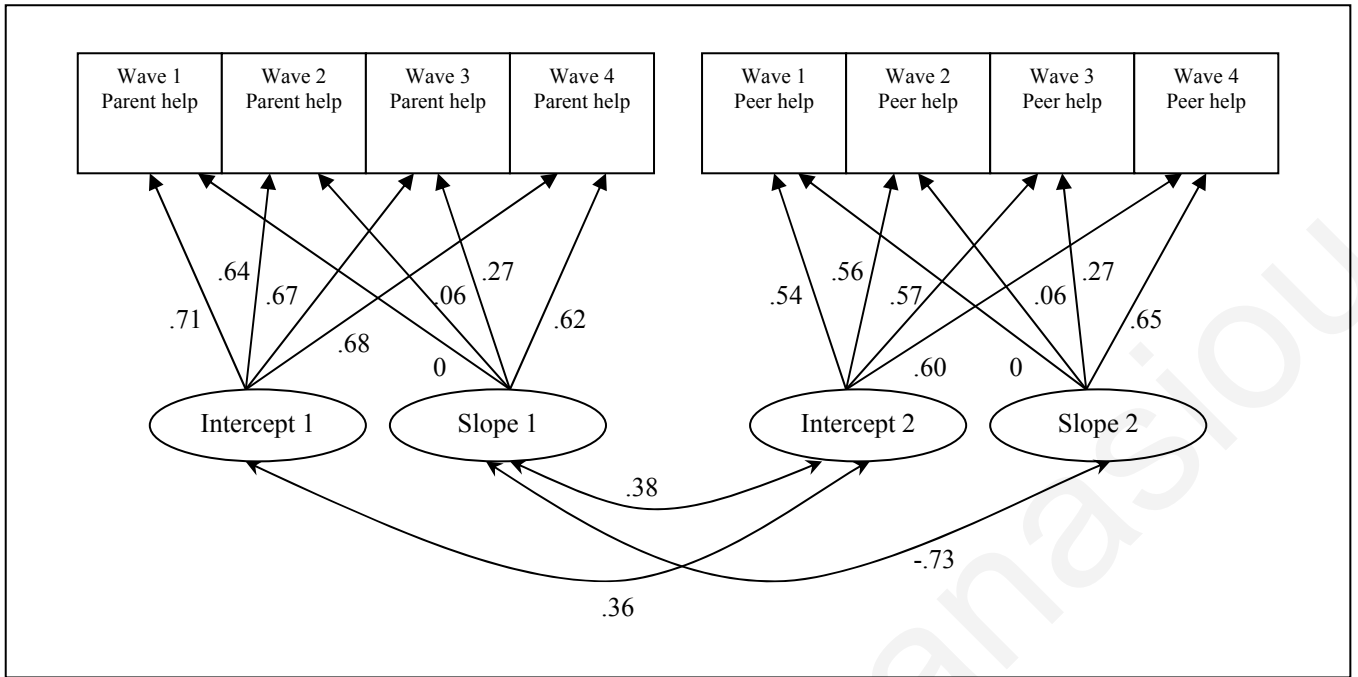 Wave 1
Parent help
Wave 2
Parent help
Wave 3
Parent help
Wave 4
Parent help
Wave 1
Peer help
Wave 2
Peer help
Wave 3
Peer help
Wave 4
Peer help
.71
.64
.67
.68
0
.06
.27
.62
.54
.56
.57
.60
0
.06
.27
.65
Intercept 1
Slope 1
Intercept 2
Slope 2
.38
-.73
.36